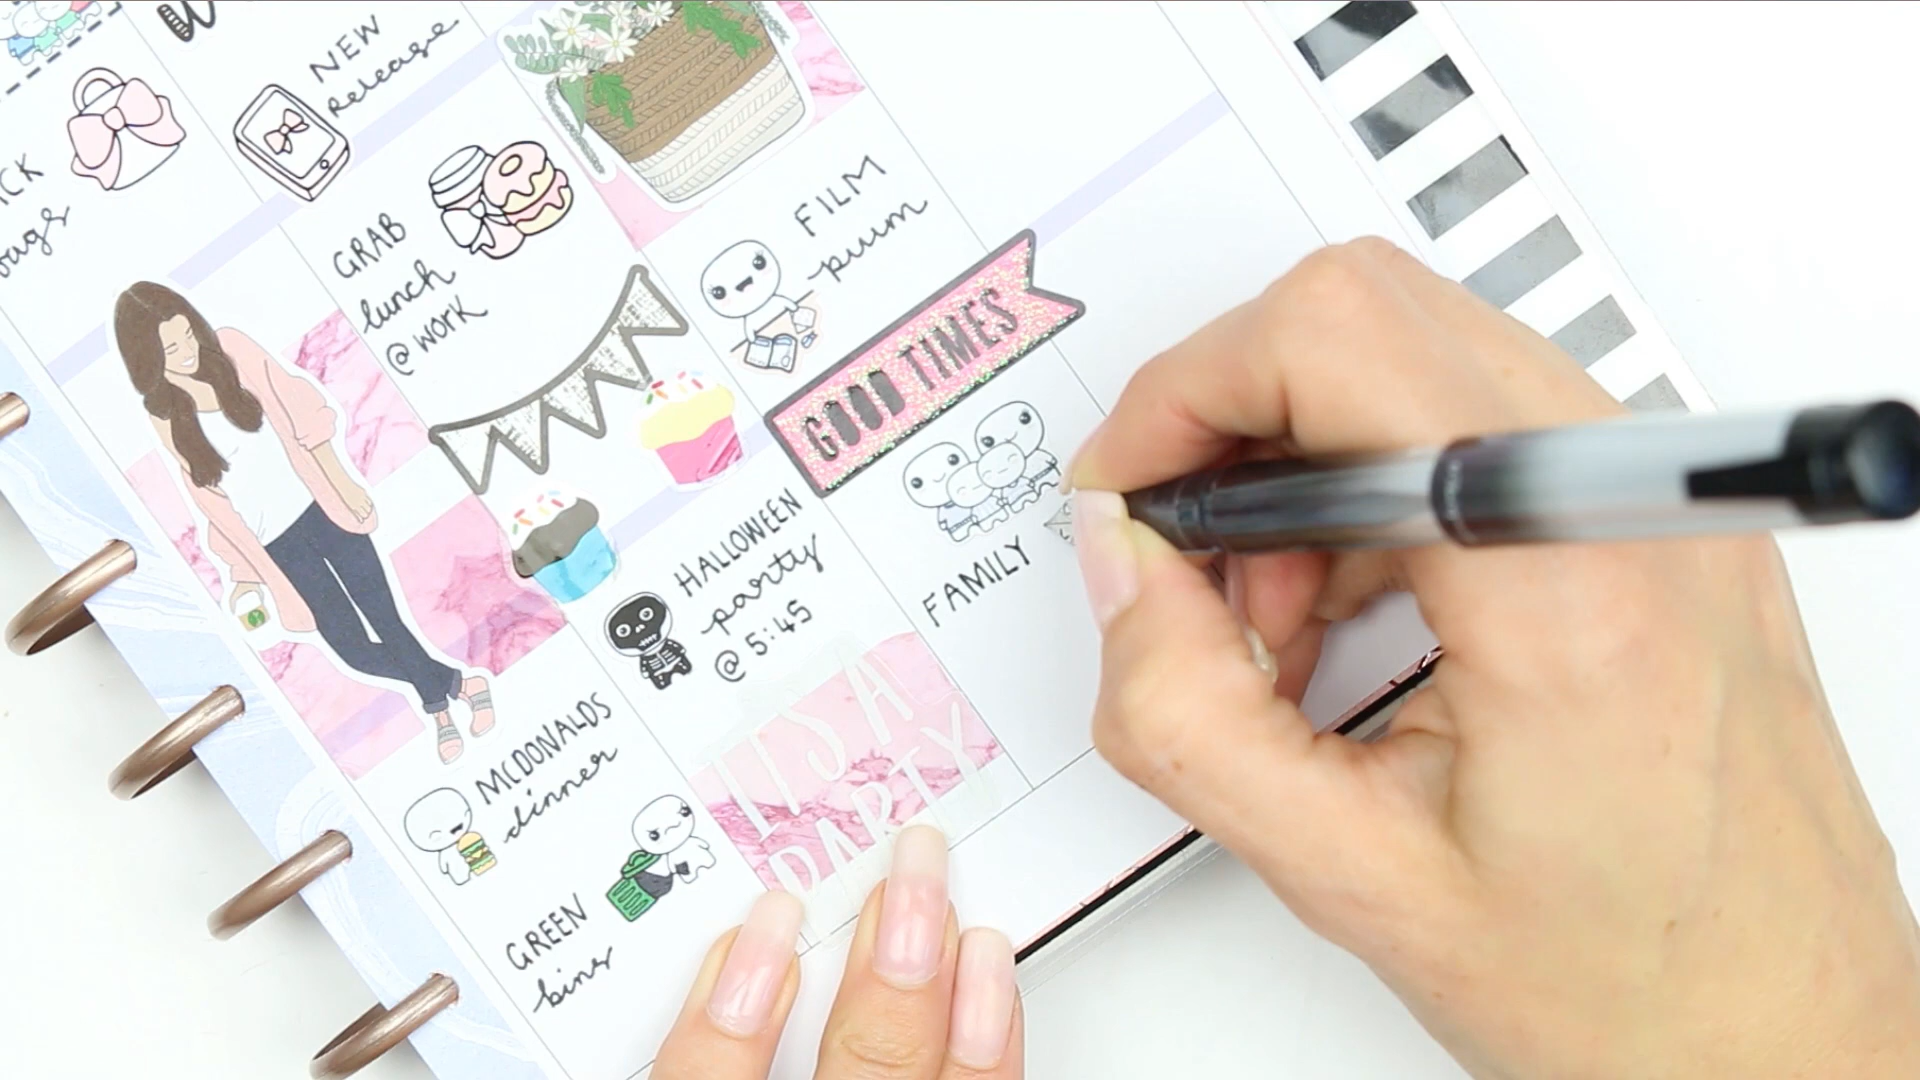 NEW
Release
GRAB
lunch
@ work
FILM
pwm
GOOD TIMES
HALLOWEEN
party
@ 5:45
FAMILY
MCDONALDS
dinner
GREEN
bins
IT'S A
PARTY